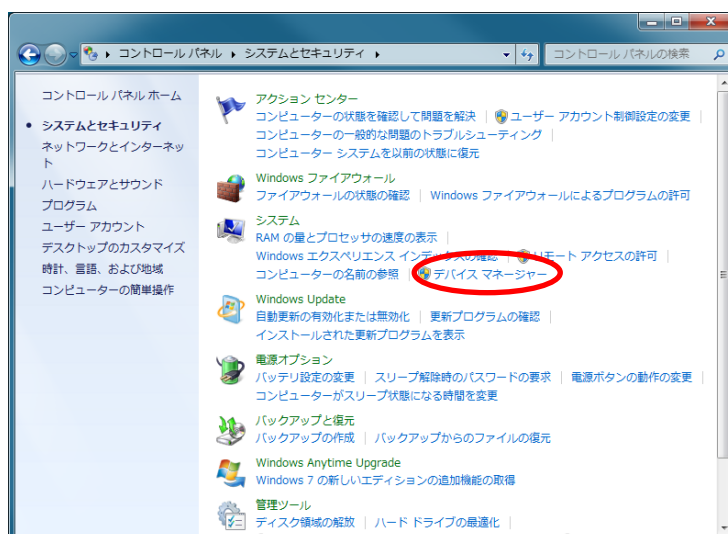 コントロール パネル ▸ システムとセキュリティ ▸
コントロール パネルの検索
コントロール パネル ホーム
システムとセキュリティ
ネットワークとインターネッ
ト
ハードウェアとサウンド
プログラム
ユーザー アカウント
デスクトップのカスタマイズ
時計、言語、および地域
コンピューターの簡単操作
アクション センター
コンピューターの状態を確認して問題を解決 | ユーザー アカウント制御設定の変更 |
コンピューターの一般的な問題のトラブルシューティング |
コンピューター システムを以前の状態に復元
Windows ファイアウォール
ファイアウォールの状態の確認 | Windows ファイアウォールによるプログラムの許可
システム
RAM の量とプロセッサの速度の表示 |
Windows エクスペリエンス インデックスの確認 | リモート アクセスの許可 |
コンピューターの名前の参照 | デバイス マネージャー
Windows Update
自動更新の有効化または無効化 | 更新プログラムの確認 |
インストールされた更新プログラムを表示
電源オプション
バッテリ設定の変更 | スリープ解除時のパスワードの要求 | 電源ボタンの動作の変更 |
コンピューターがスリープ状態になる時間を変更
バックアップと復元
バックアップの作成 | バックアップからのファイルの復元
Windows Anytime Upgrade
Windows 7 の新しいエディションの追加機能の取得
管理ツール
ディスク領域の解放 | ハード ドライブの最適化 |